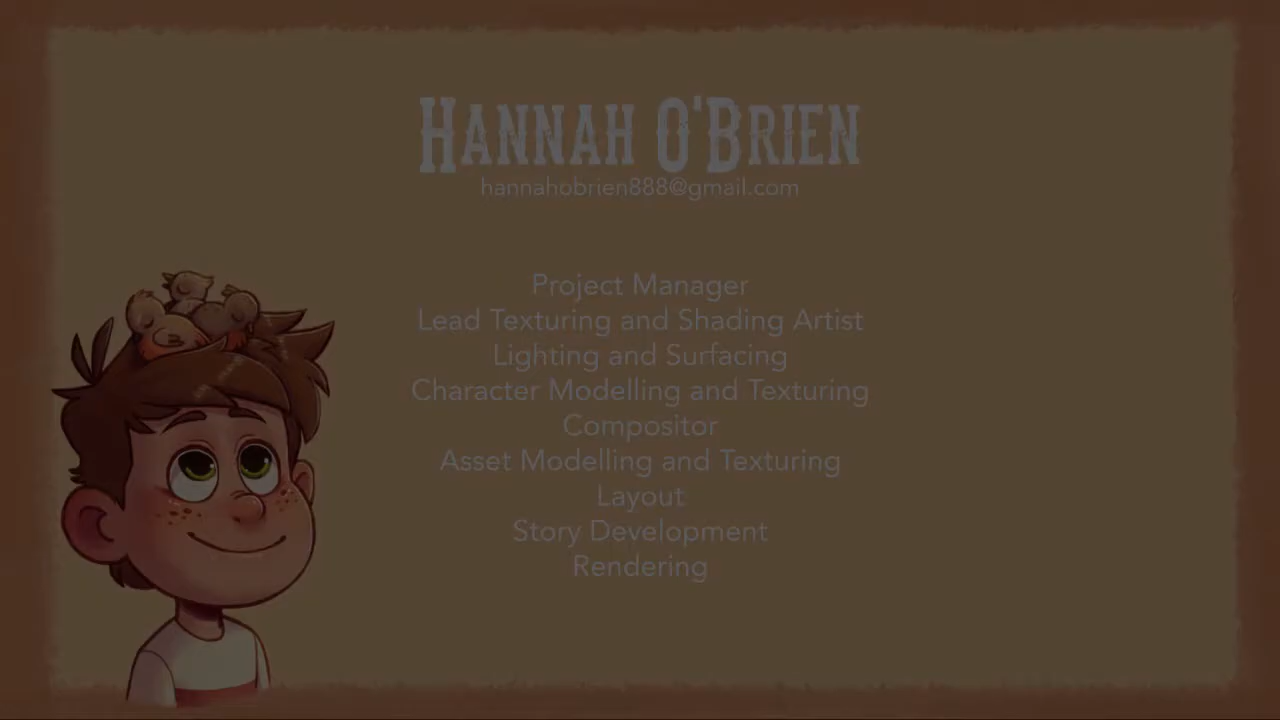 HANNAH O'BRIEN
hannahobrien888@gmail.com
Project Manager
Lead Texturing and Shading Artist
Lighting and Surfacing
Character Modelling and Texturing
Compositor
Asset Modelling and Texturing
Layout
Story Development
Rendering